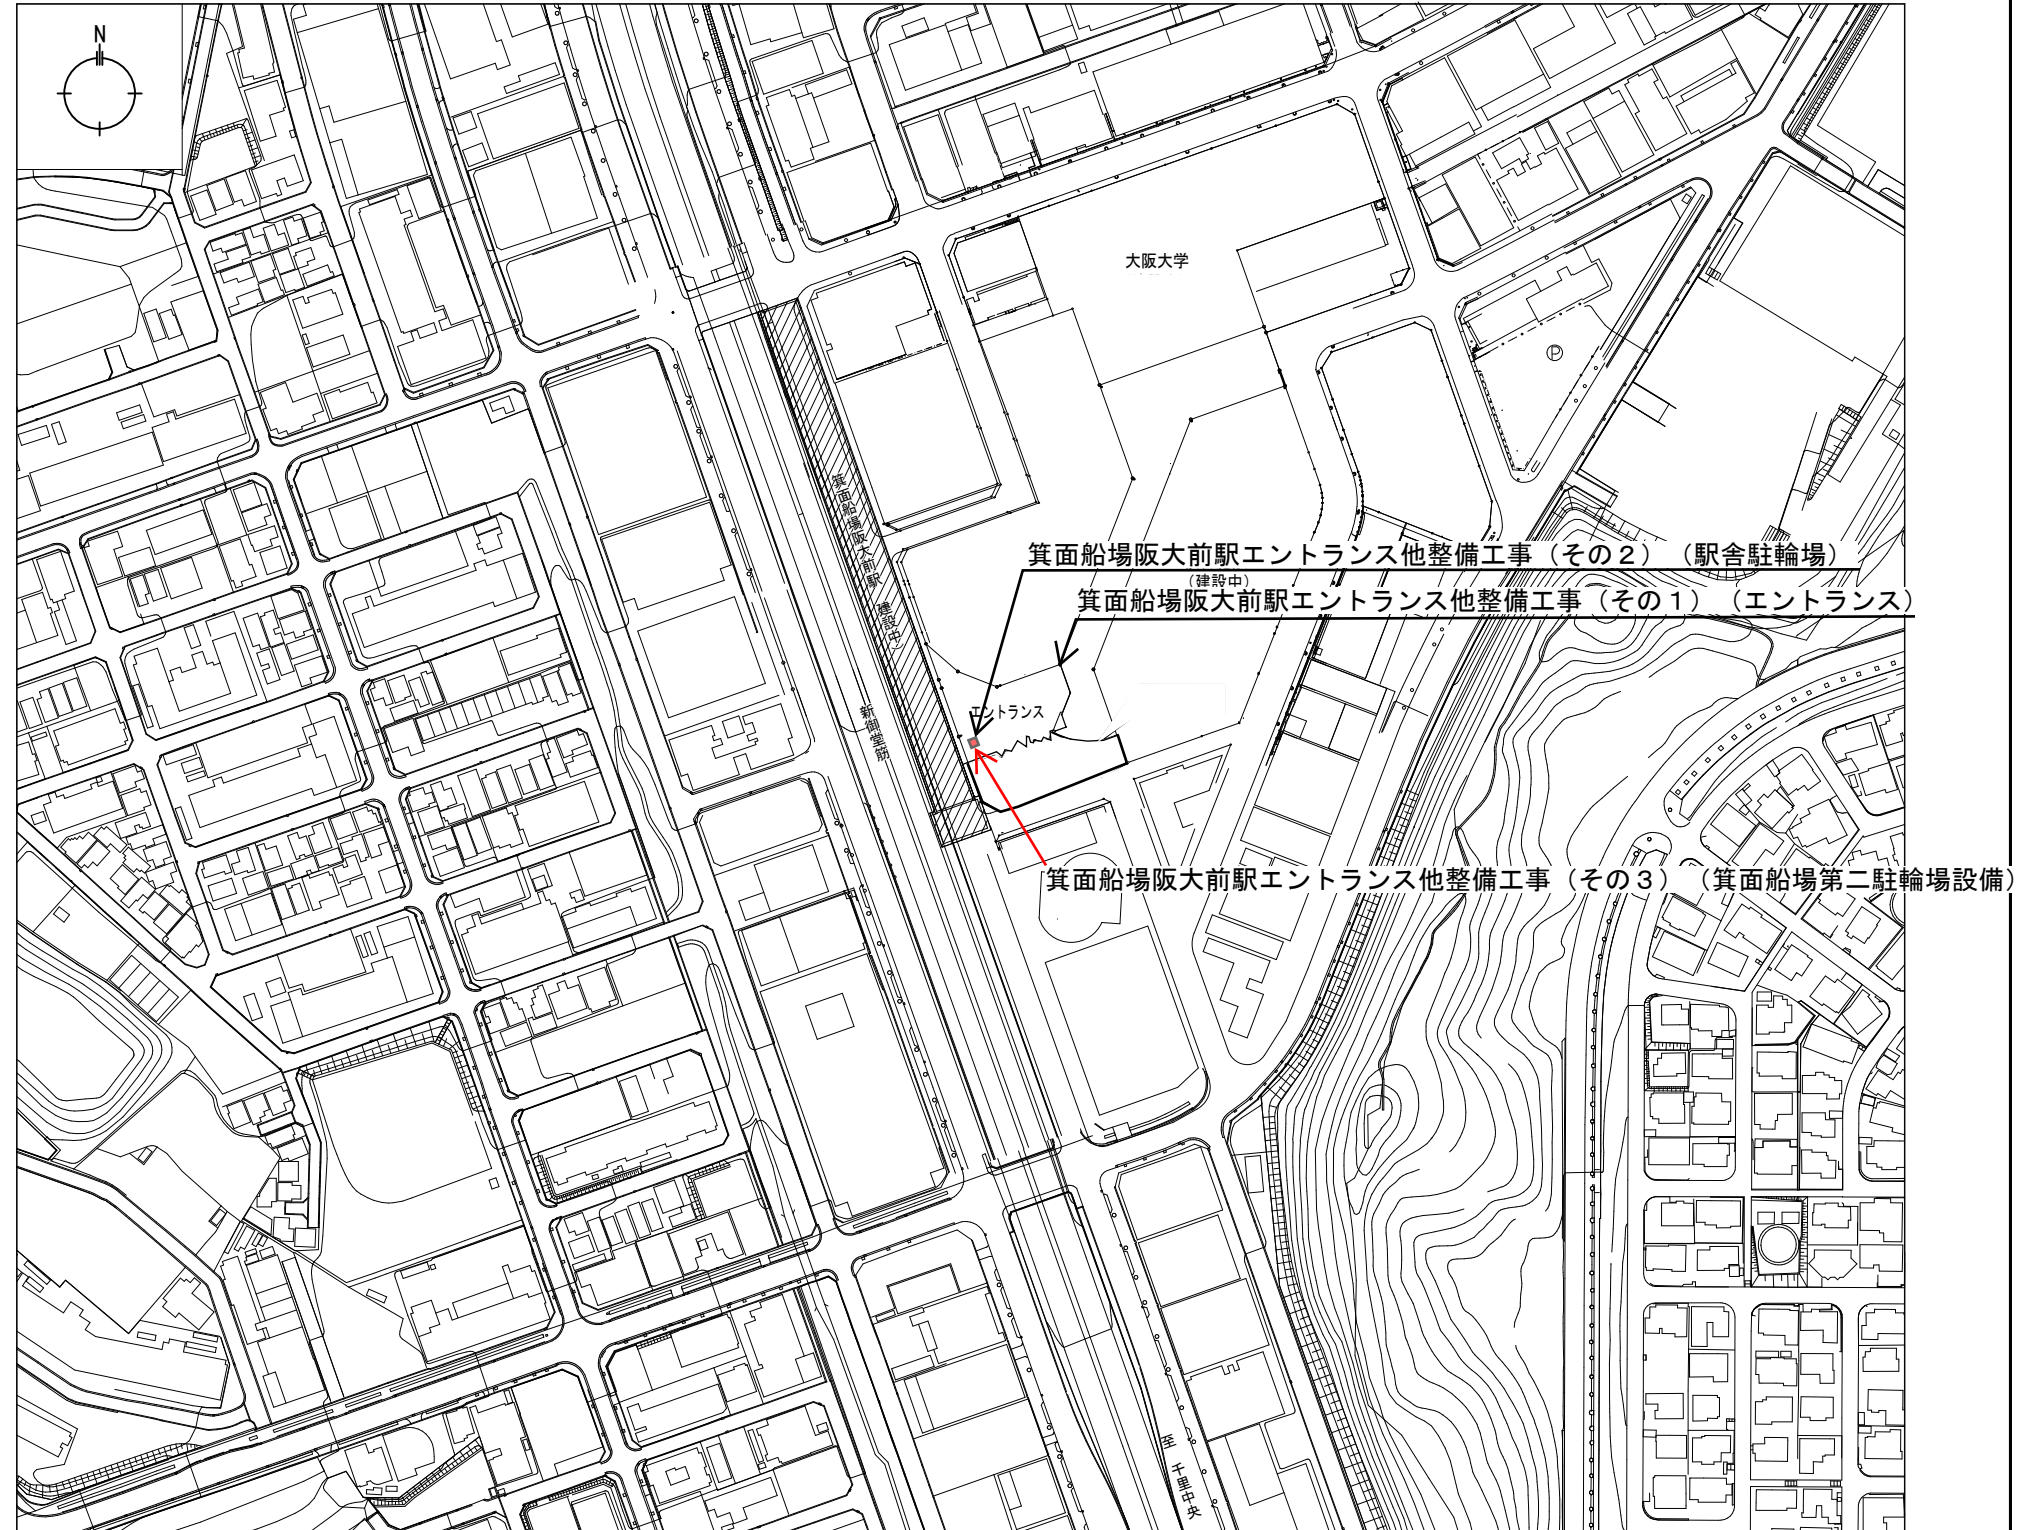 N
大阪大学
Ⓟ
箕面船場阪大前駅
(建設中)
箕面船場阪大前駅エントランス他整備工事（その２）（駅舎駐輪場）
（建設中）
箕面船場阪大前駅エントランス他整備工事（その１）（エントランス）
エントランス
新御堂筋
箕面船場阪大前駅エントランス他整備工事（その３）（箕面船場第二駐輪場設備）
至 千里中央